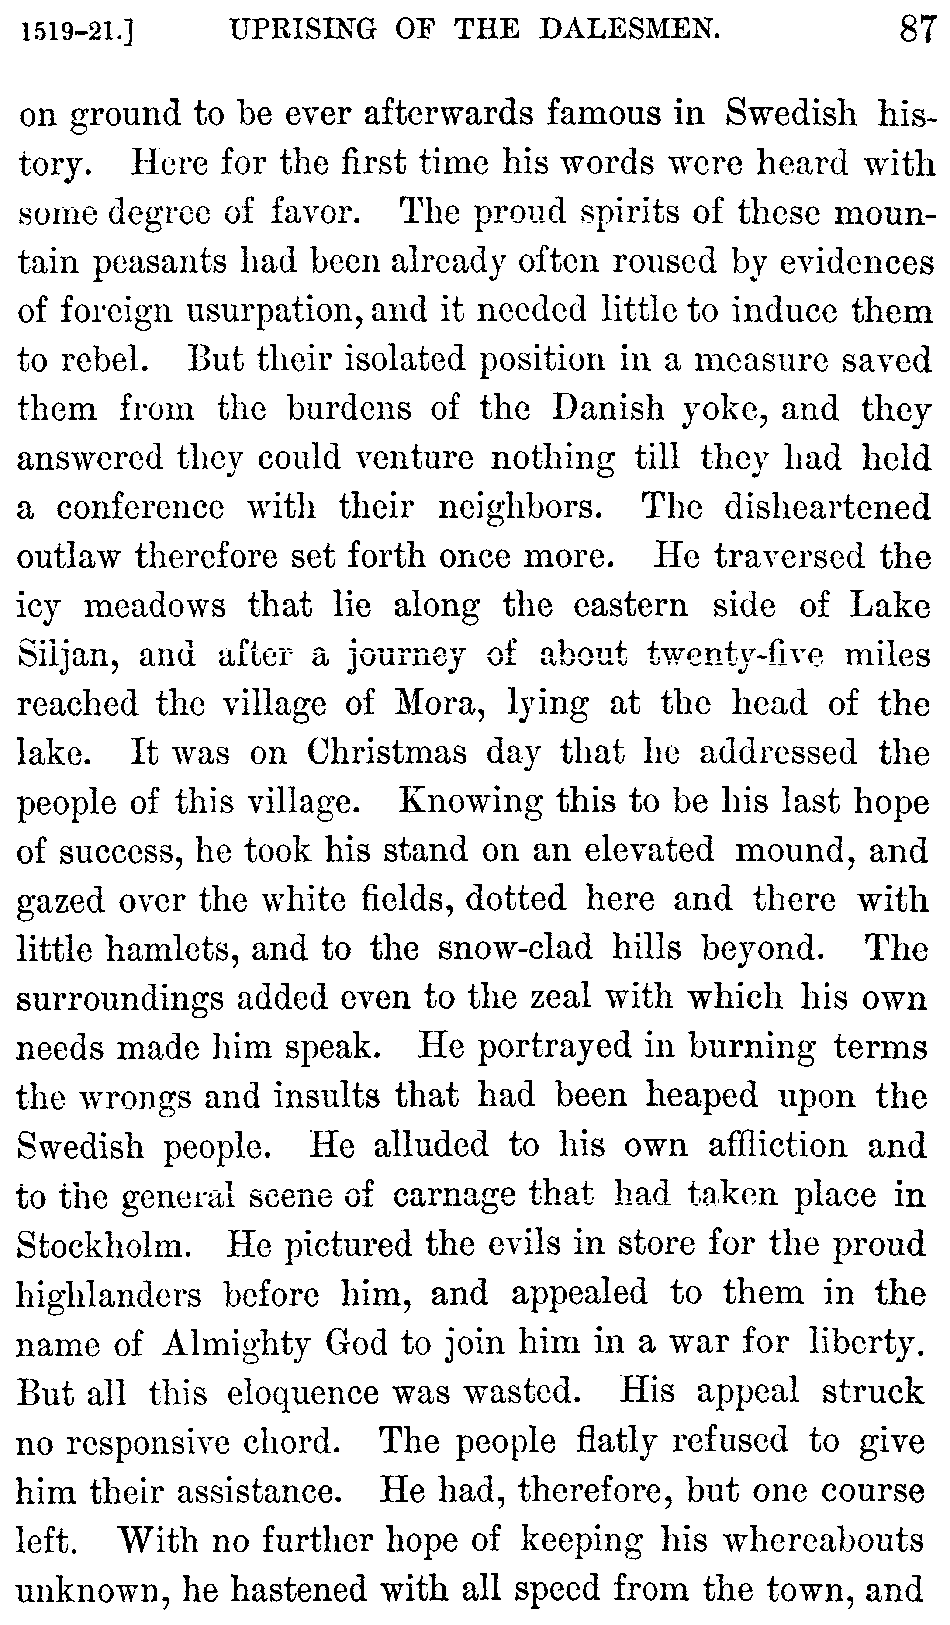 1519-21.] UPRISING OF THE DALESMEN. 87
on ground to be ever afterwards famous in Swedish his-
tory. Here for the first time his words were heard with
some degree of favor. The proud spirits of these moun-
tain peasants had been already often roused by evidences
of foreign usurpation, and it needed little to induce them
to rebel. But their isolated position in a measure saved
them from the burdens of the Danish yoke, and they
answered they could venture nothing till they had held
a conference with their neighbors. The disheartened
outlaw therefore set forth once more. He traversed the
icy meadows that lie along the eastern side of Lake
Siljan, and after a journey of about twenty-five miles
reached the village of Mora, lying at the head of the
lake. It was on Christmas day that he addressed the
people of this village. Knowing this to be his last hope
of success, he took his stand on an elevated mound, and
gazed over the white fields, dotted here and there with
little hamlets, and to the snow-clad hills beyond. The
surroundings added even to the zeal with which his own
needs made him speak. He portrayed in burning terms
the wrongs and insults that had been heaped upon the
Swedish people. He alluded to his own affliction and
to the general scene of carnage that had taken place in
Stockholm. He pictured the evils in store for the proud
highlanders before him, and appealed to them in the
name of Almighty God to join him in a war for liberty.
But all this eloquence was wasted. His appeal struck
no responsive chord. The people flatly refused to give
him their assistance. He had, therefore, but one course
left. With no further hope of keeping his whereabouts
unknown, he hastened with all speed from the town, and